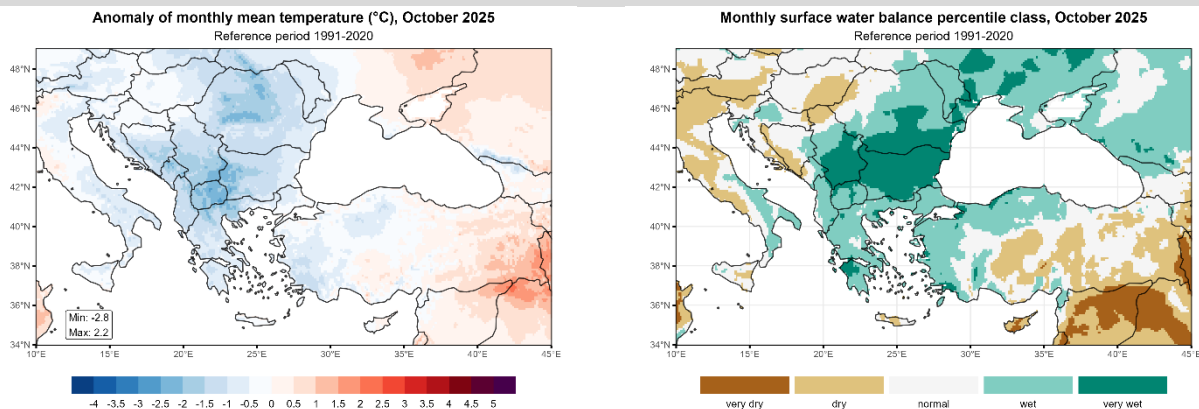 Anomaly of monthly mean temperature (°C), October 2025
Reference period 1991-2020
48°N
46°N
44°N
42°N
40°N
38°N
36°N
34°N
Min: -2.8
Max: 2.2
10°E 15°E 20°E 25°E 30°E 35°E 40°E 45°E
-4 -3.5 -3 -2.5 -2 -1.5 -1 -0.5 0 0.5 1 1.5 2 2.5 3 3.5 4 4.5 5
Monthly surface water balance percentile class, October 2025
Reference period 1991-2020
48°N
46°N
44°N
42°N
40°N
38°N
36°N
34°N
10°E 15°E 20°E 25°E 30°E 35°E 40°E 45°E
very dry dry normal wet very wet